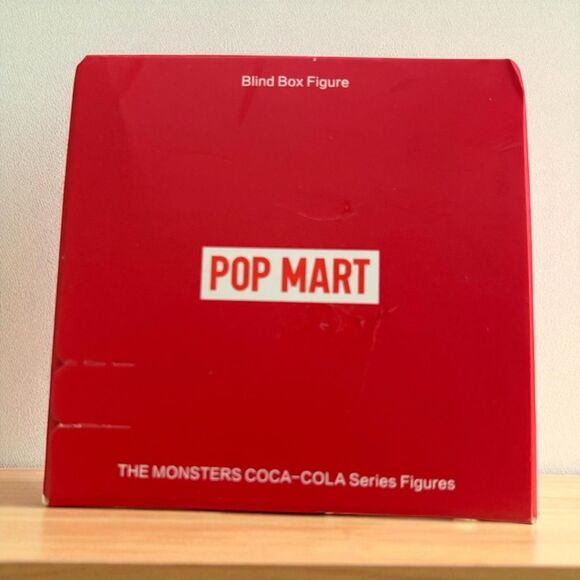 Blind Box Figure
POP MART
THE MONSTERS COCA-COLA Series Figures